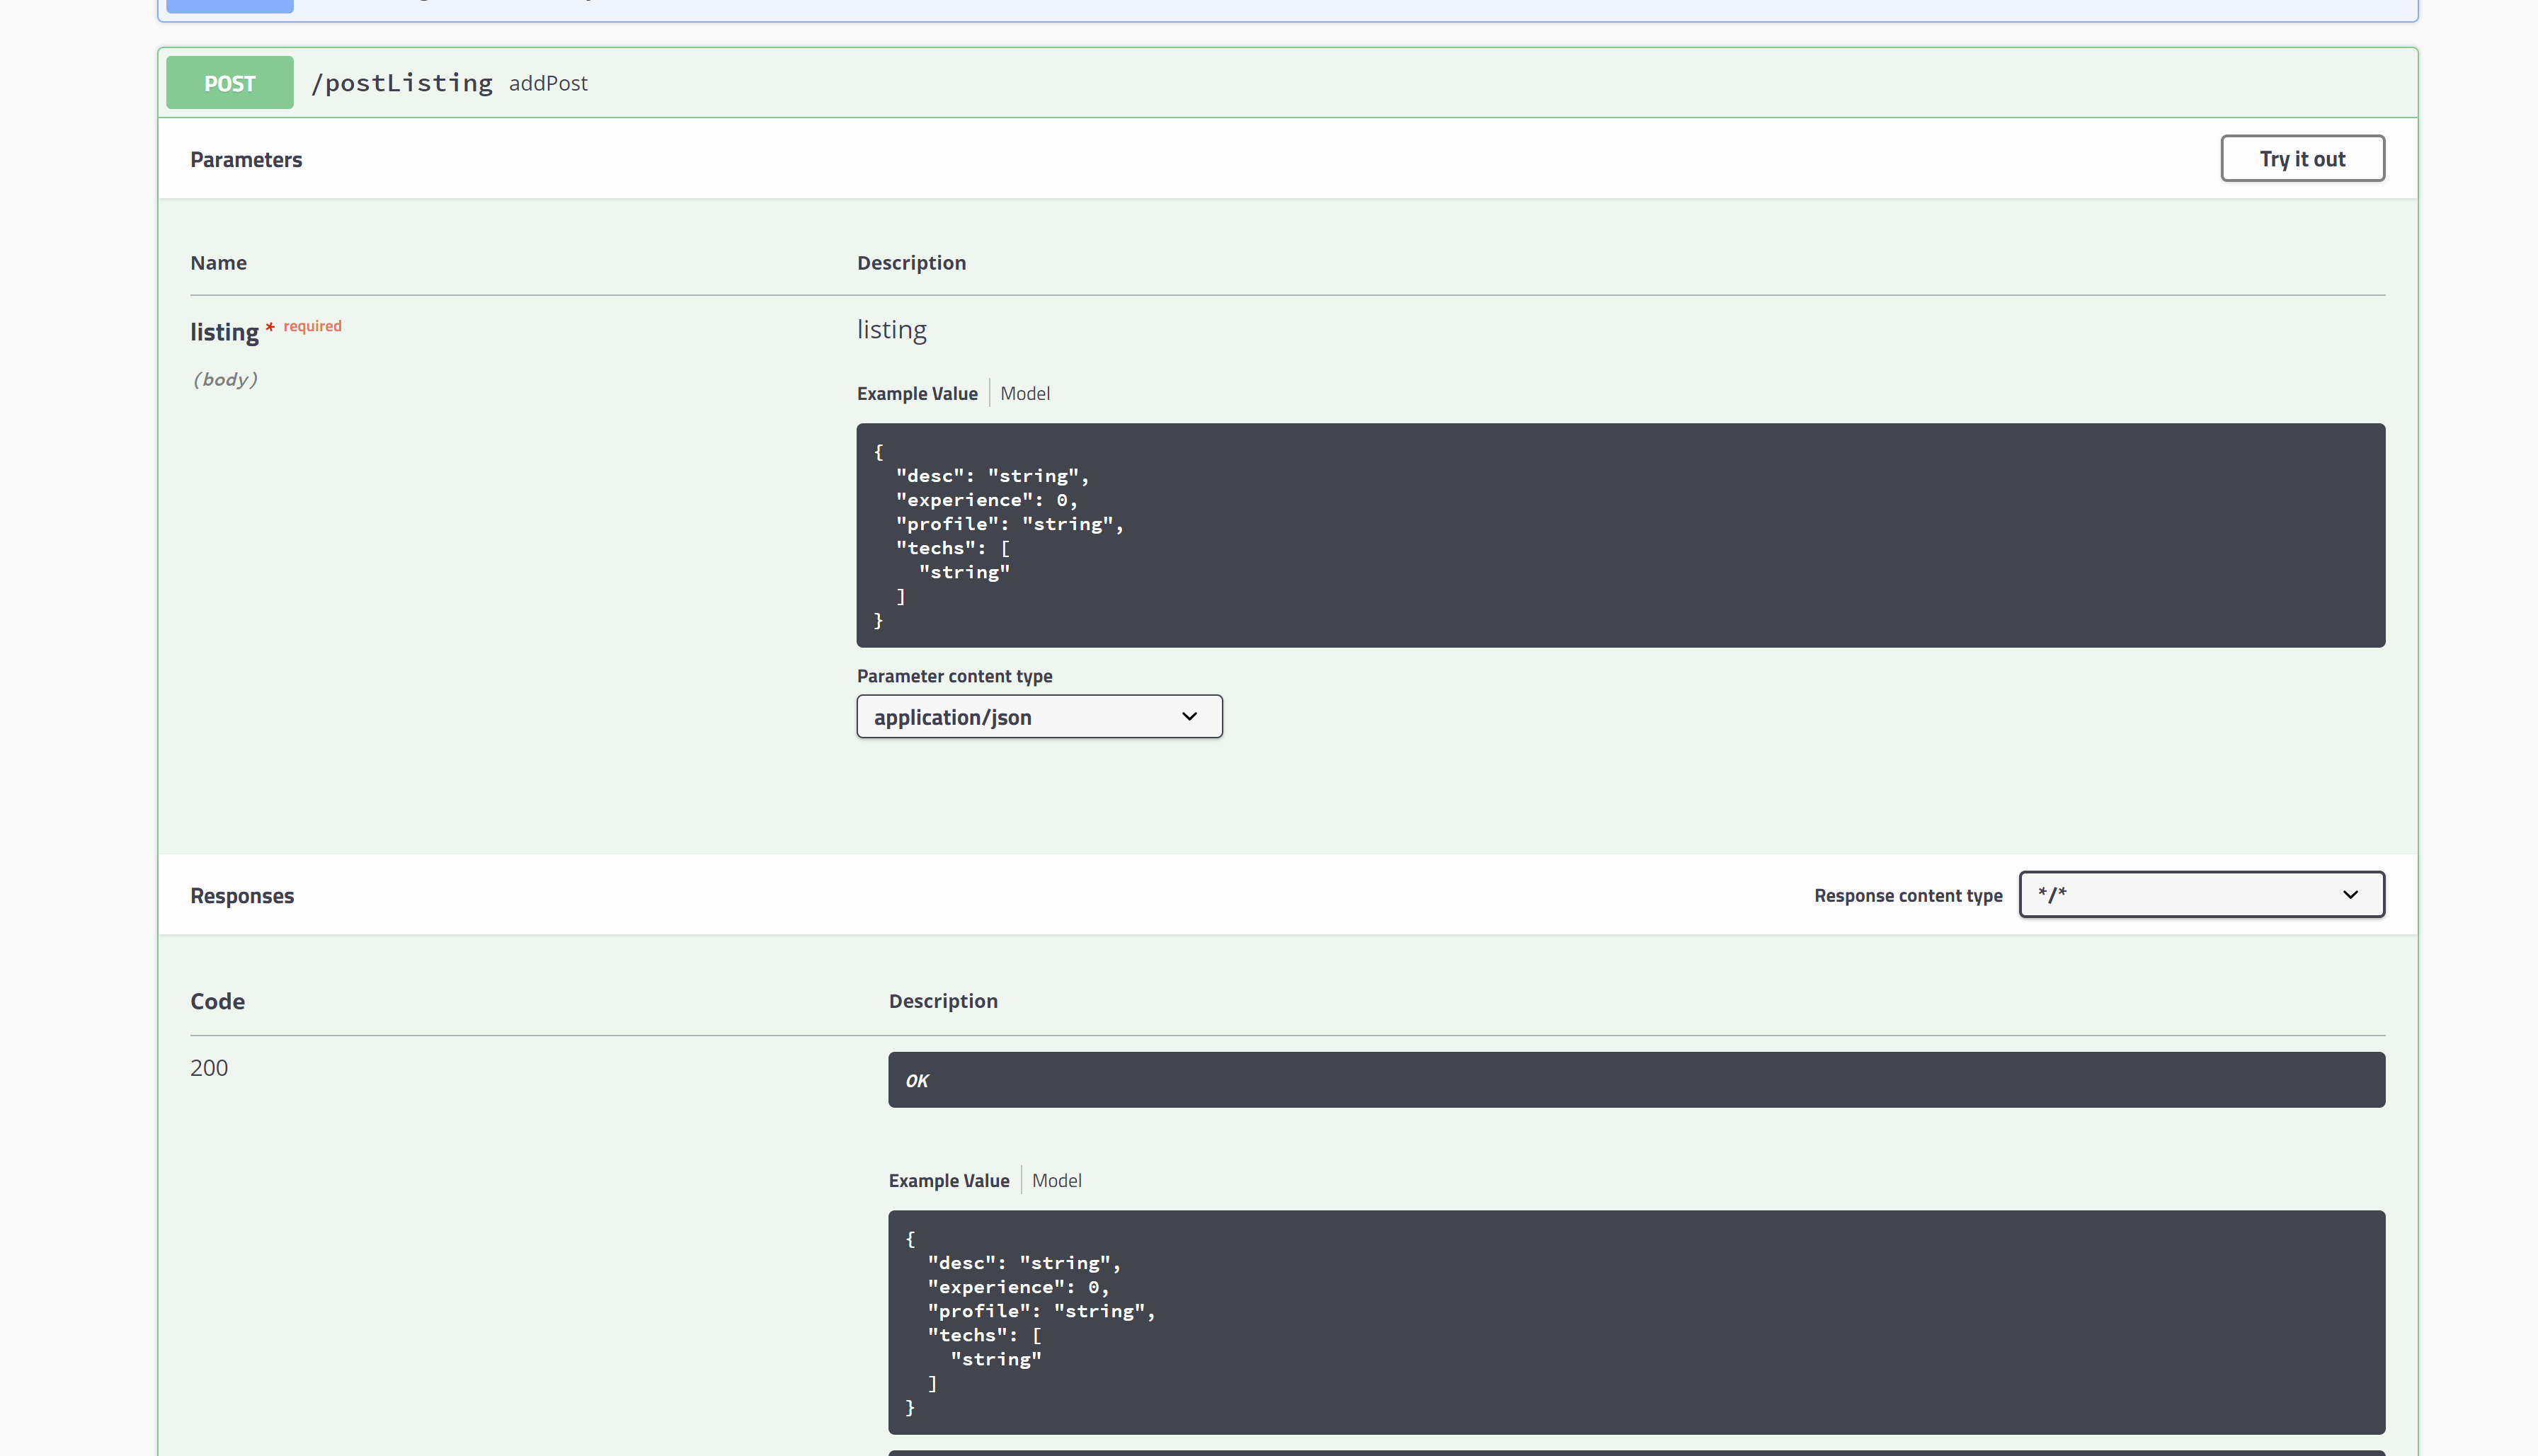 POST /postListing addPost
Parameters
Try it out
Name Description
listing * required
listing
(body)
Example Value Model
{
  "desc": "string",
  "experience": 0,
  "profile": "string",
  "techs": [
    "string"
  ]
}
Parameter content type
application/json
Responses
Response content type
*/*
Code Description
200
OK
Example Value Model
{
  "desc": "string",
  "experience": 0,
  "profile": "string",
  "techs": [
    "string"
  ]
}